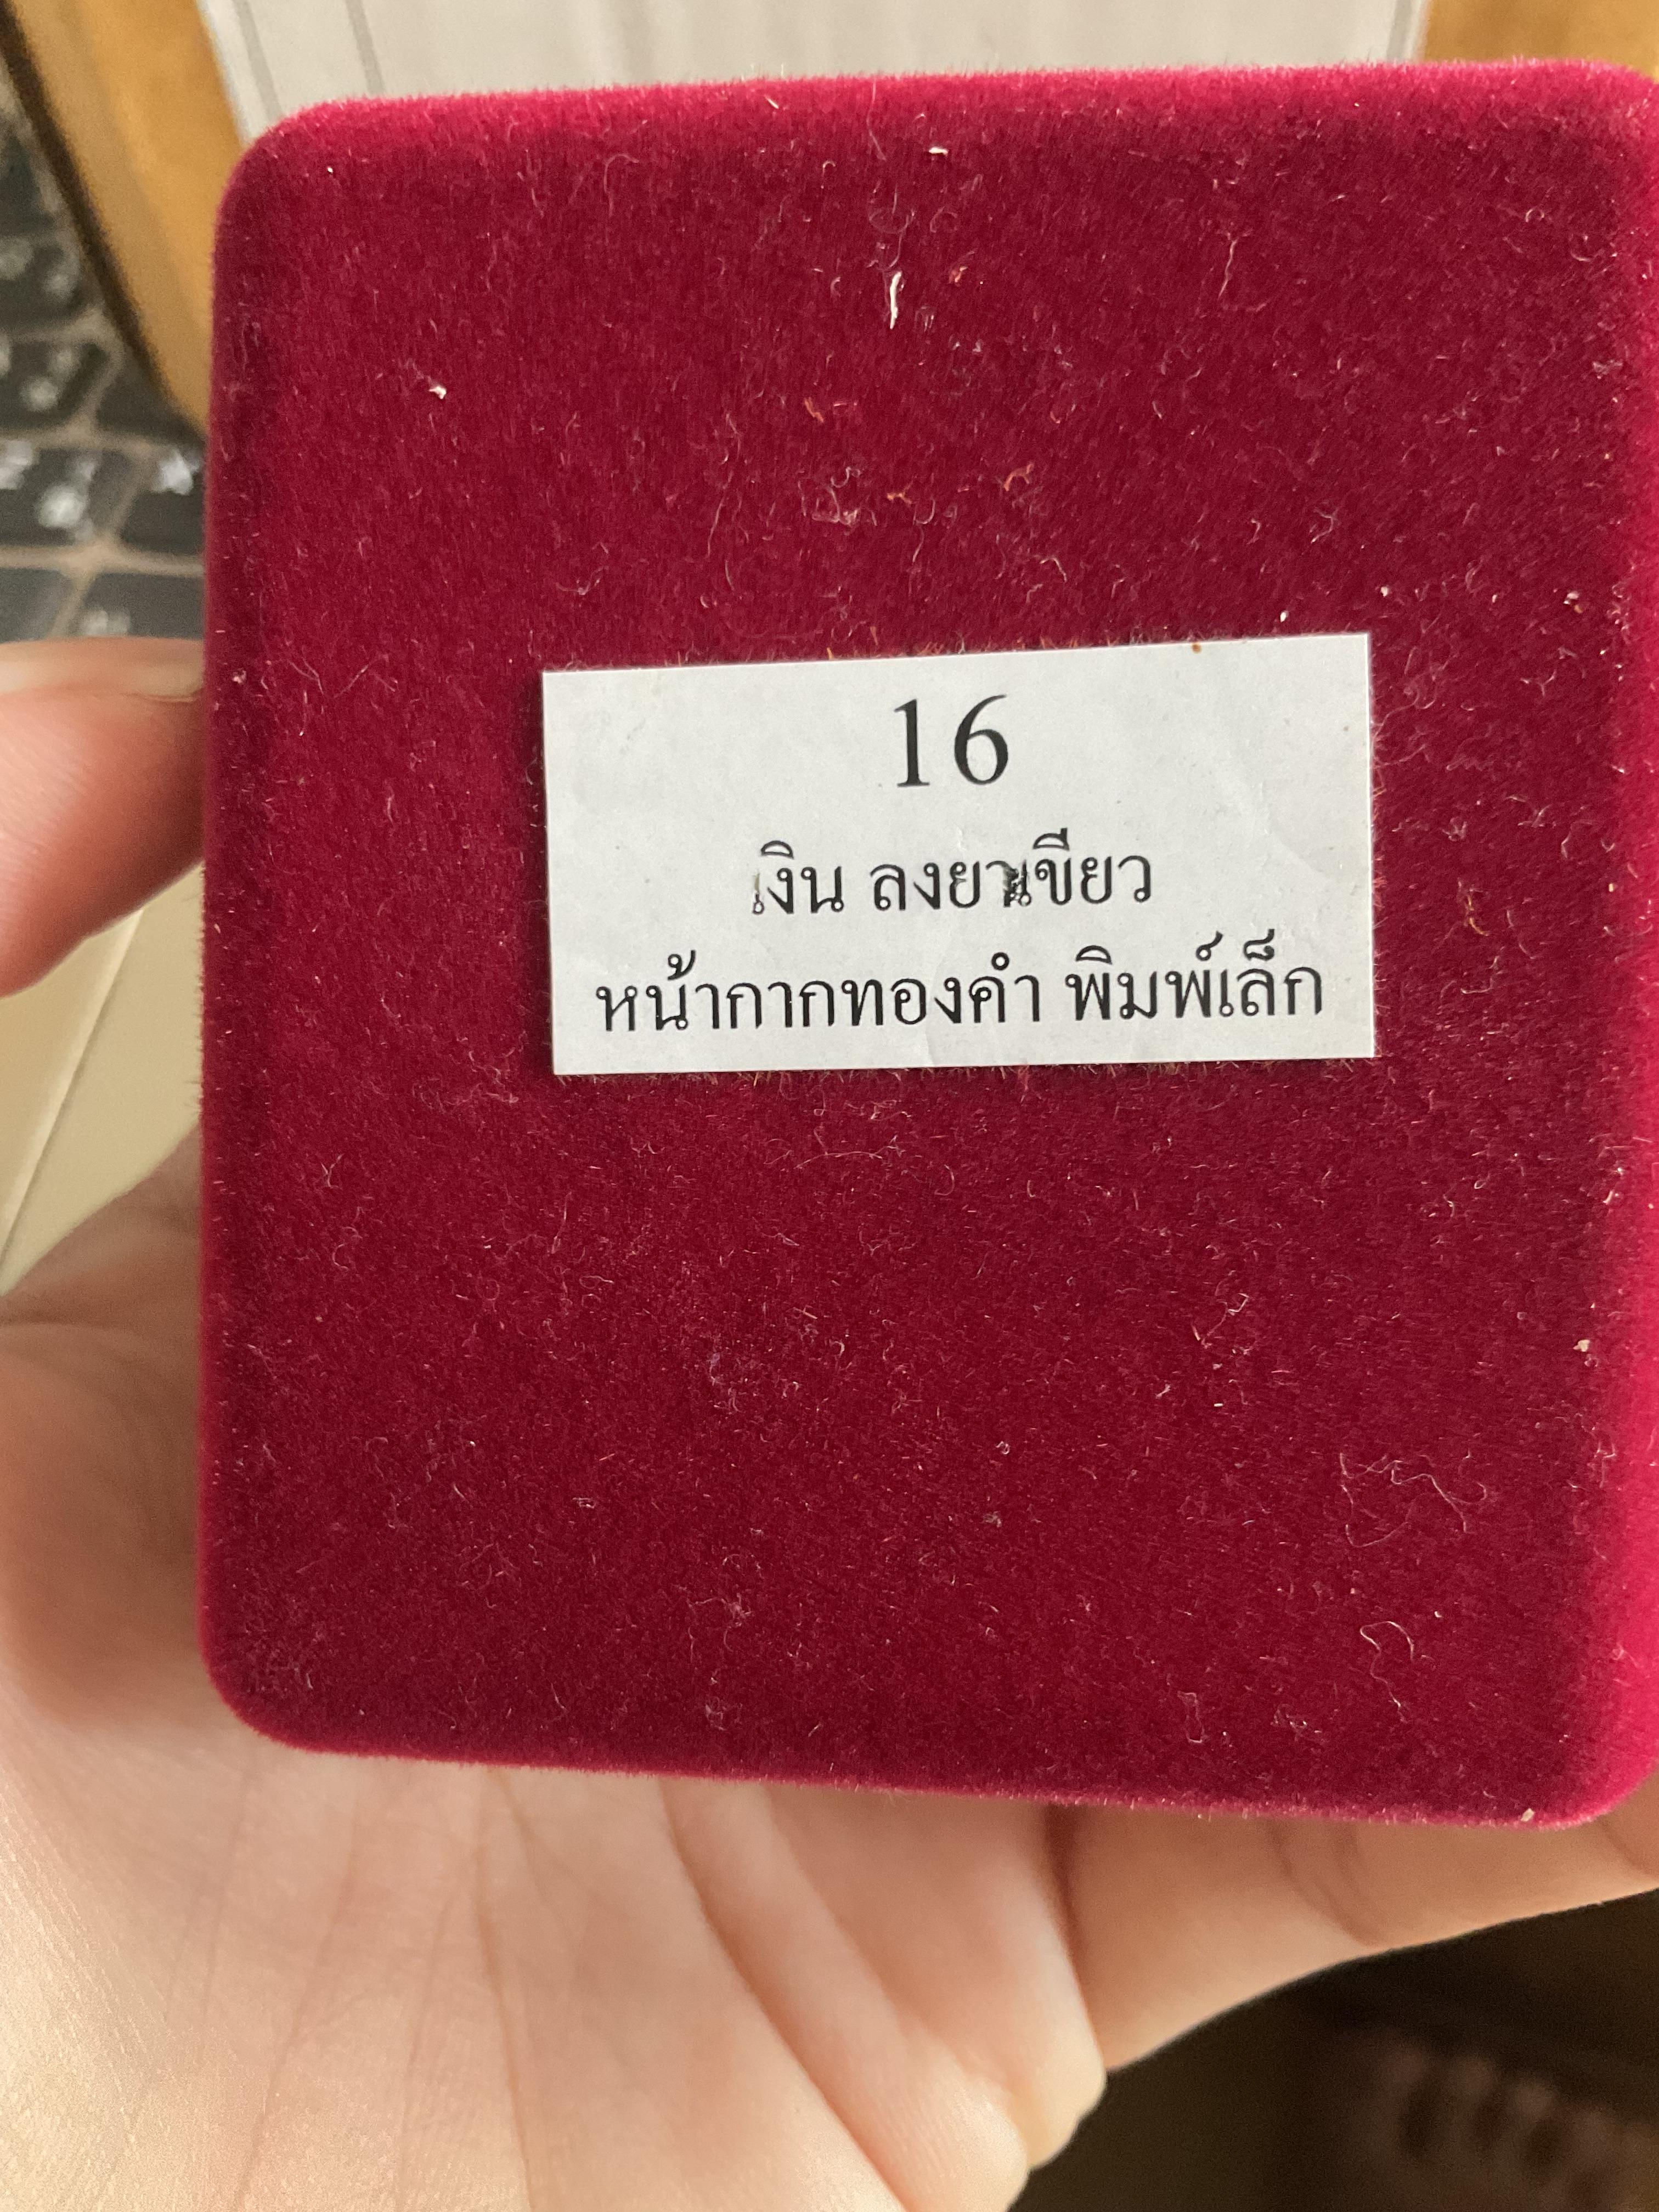 16
เงิน ลงยาเขียว
หน้ากากทองคำ พิมพ์เล็ก